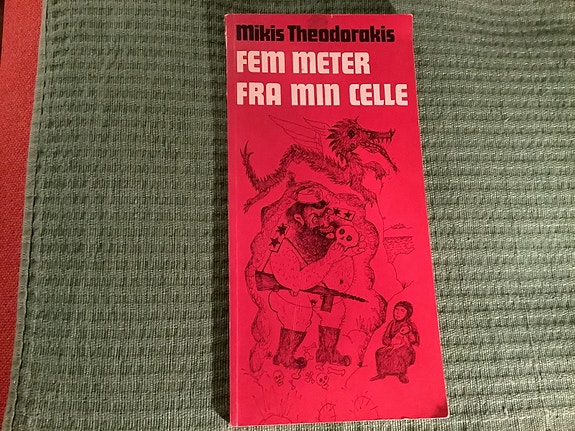 Mikis Theodorakis
FEM METER
FRA MIN CELLE